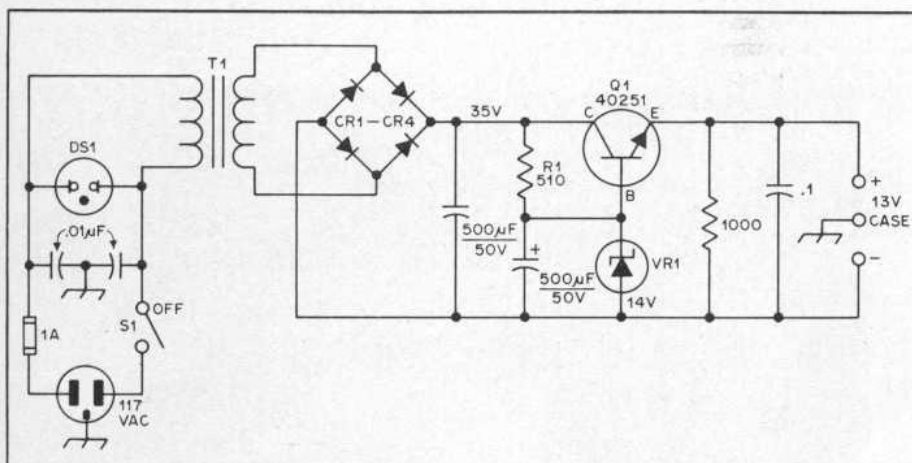 T1
DS1
.01µF
1A
S1
OFF
117
VAC
CR1–CR4
35V
500µF
50V
R1
510
+
500µF
50V
Q1
40251
C
E
B
VR1
14V
1000
.1
+
13V
CASE
-